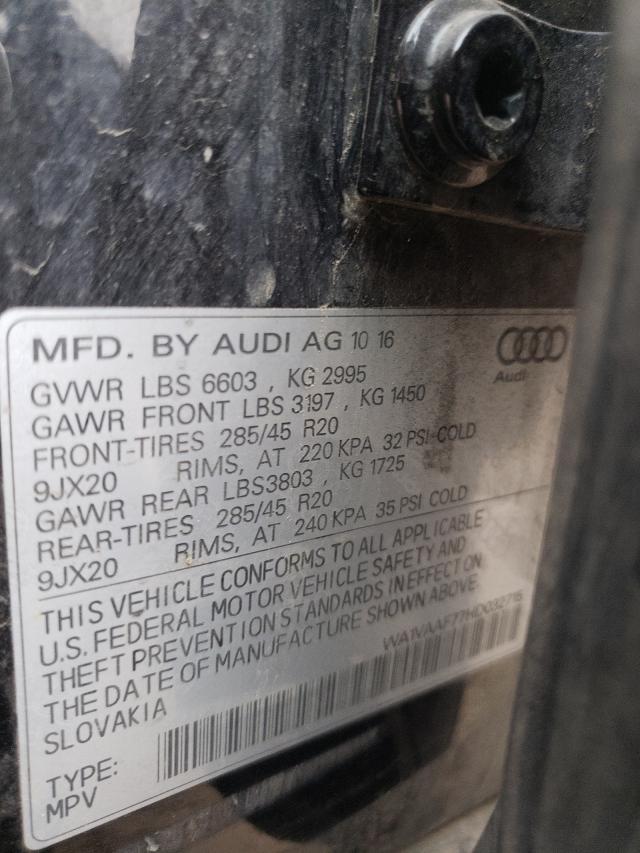 MFD. BY AUDI AG 10 16
Audi
GVWR LBS 6603 , KG 2995
GAWR FRONT LBS 3197 , KG 1450
FRONT-TIRES 285/45 R20
9JX20 RIMS, AT 220 KPA 32 PSI COLD
GAWR REAR LBS3803 , KG 1725
REAR-TIRES 285/45 R20
9JX20 RIMS, AT 240 KPA 35 PSI COLD
THIS VEHICLE CONFORMS TO ALL APPLICABLE
U.S. FEDERAL MOTOR VEHICLE SAFETY AND
THEFT PREVENTION STANDARDS IN EFFECT ON
THE DATE OF MANUFACTURE SHOWN ABOVE.
SLOVAKIA
WA1VAAF77HD032715
TYPE:
MPV